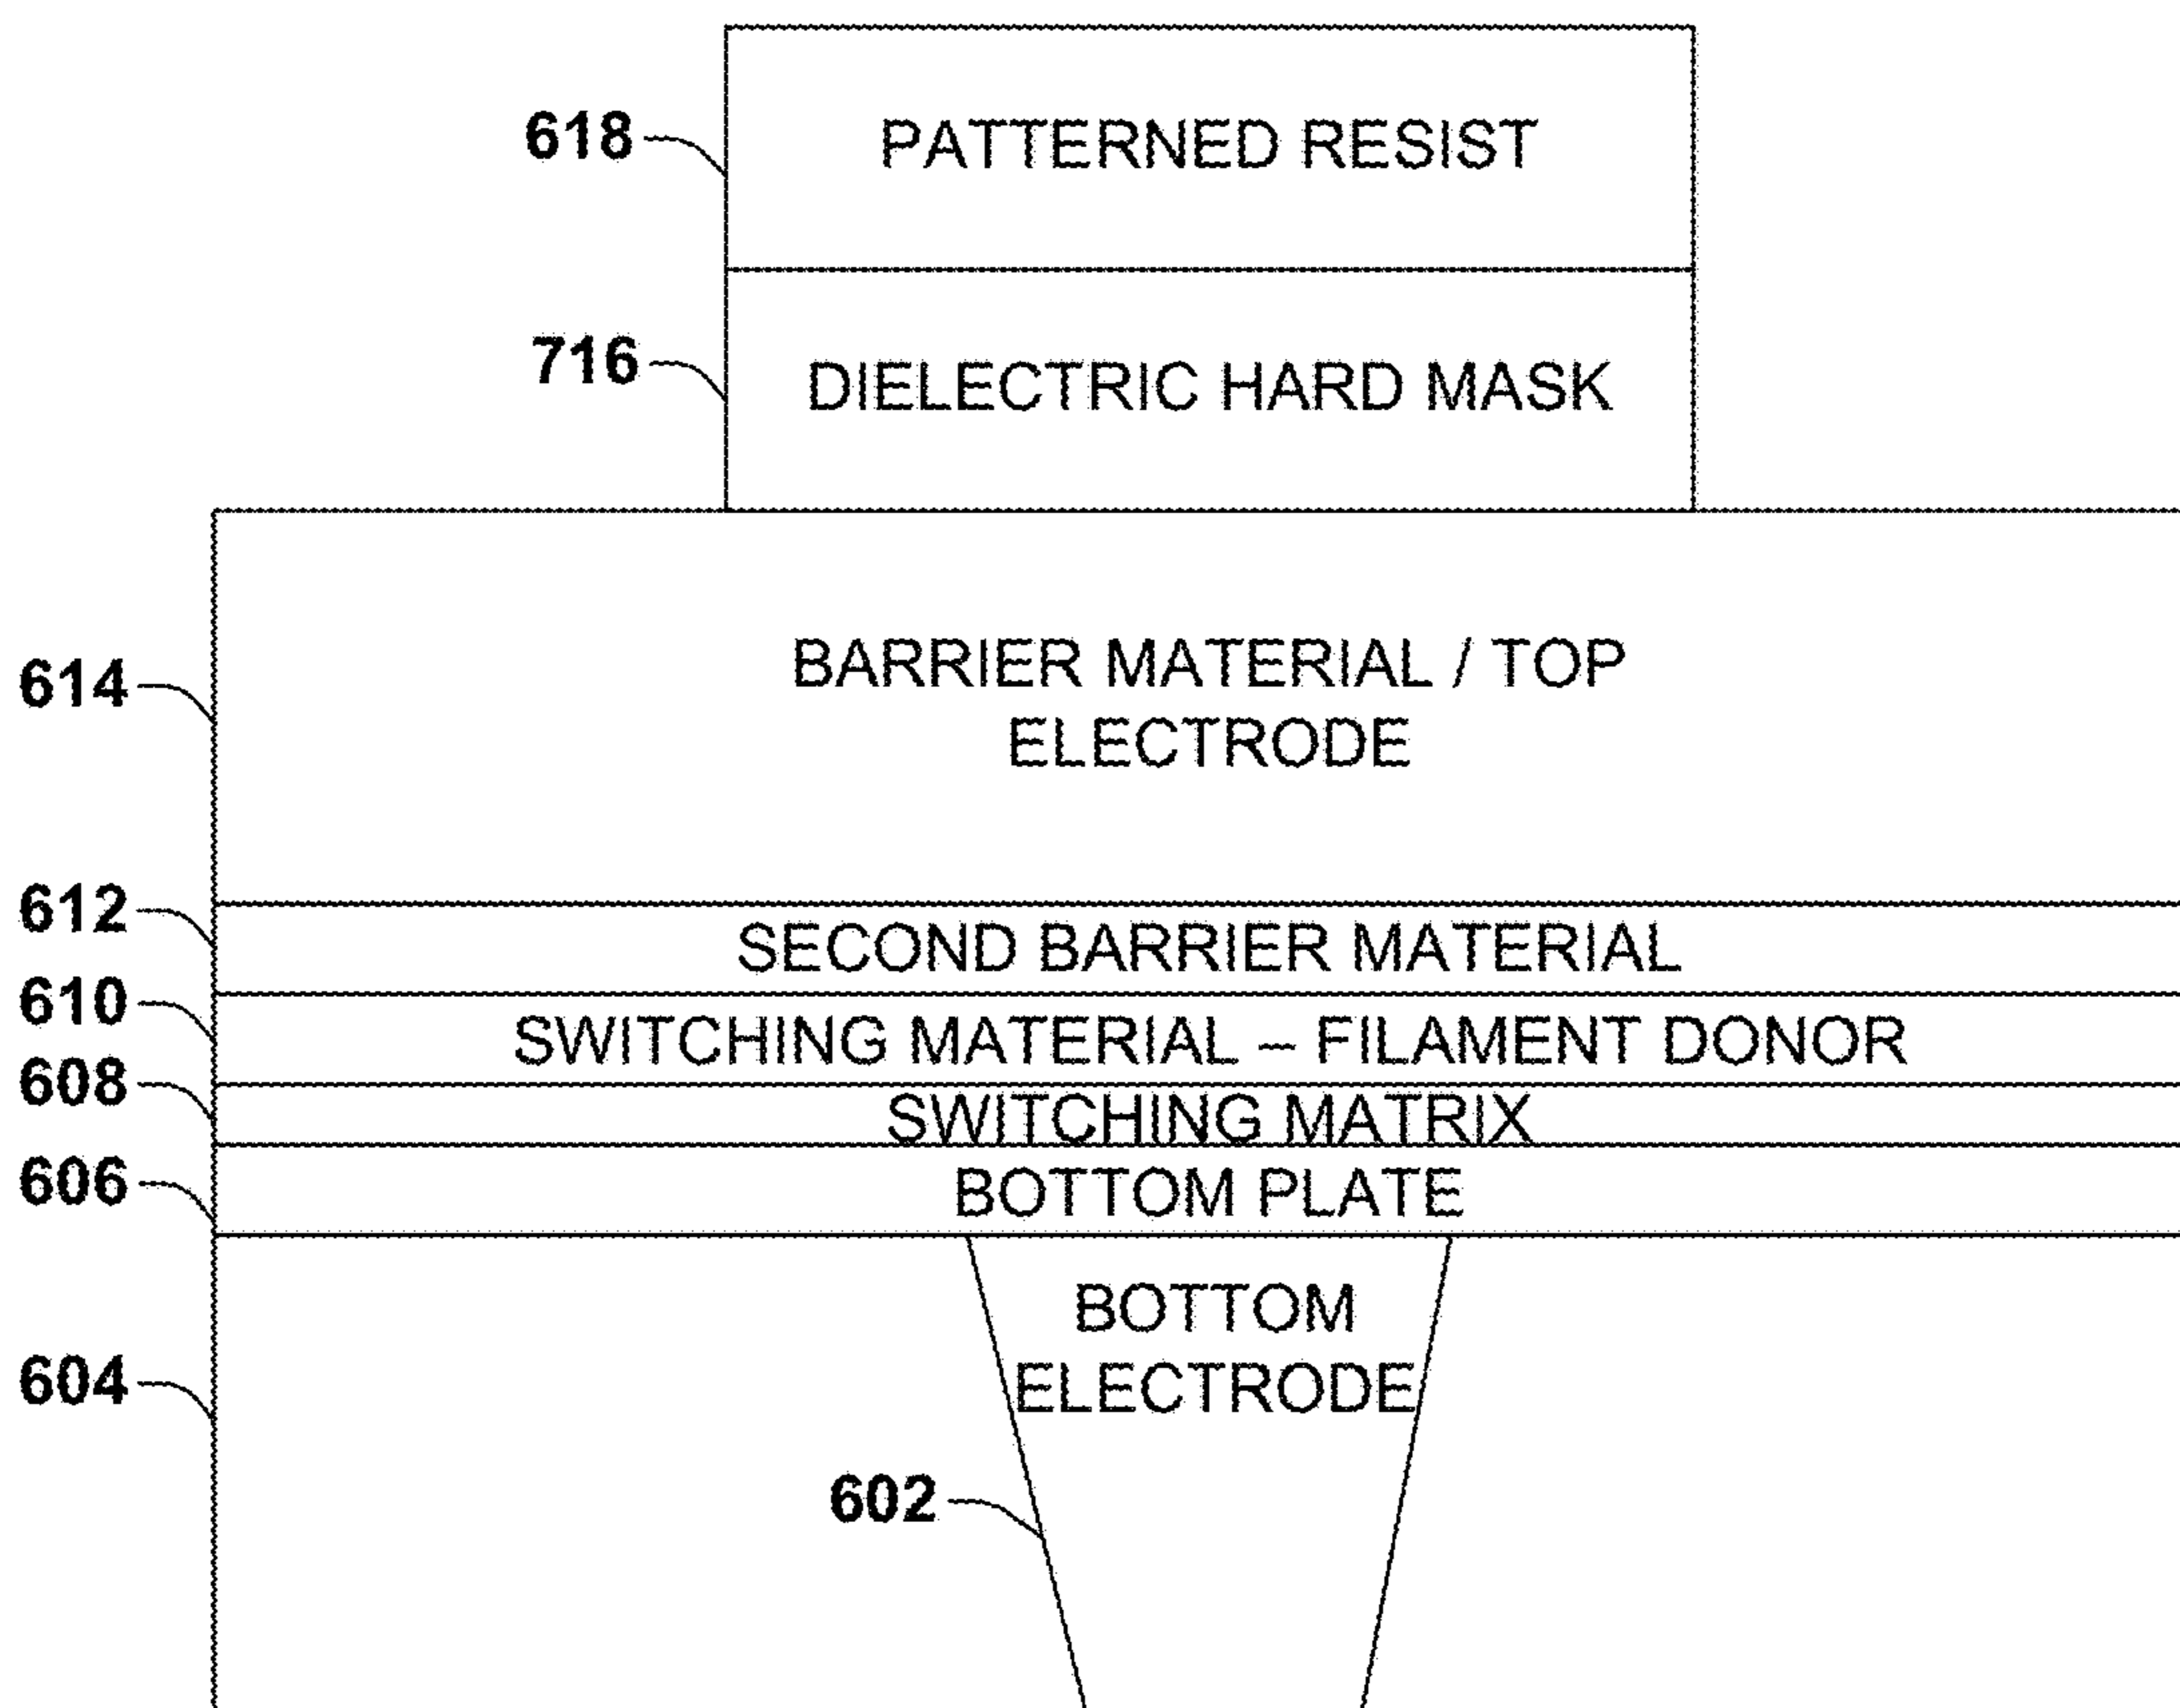 618
PATTERNED RESIST
716
DIELECTRIC HARD MASK
614
BARRIER MATERIAL / TOP
ELECTRODE
612
SECOND BARRIER MATERIAL
610
SWITCHING MATERIAL – FILAMENT DONOR
608
SWITCHING MATRIX
606
BOTTOM PLATE
604
BOTTOM
ELECTRODE
602